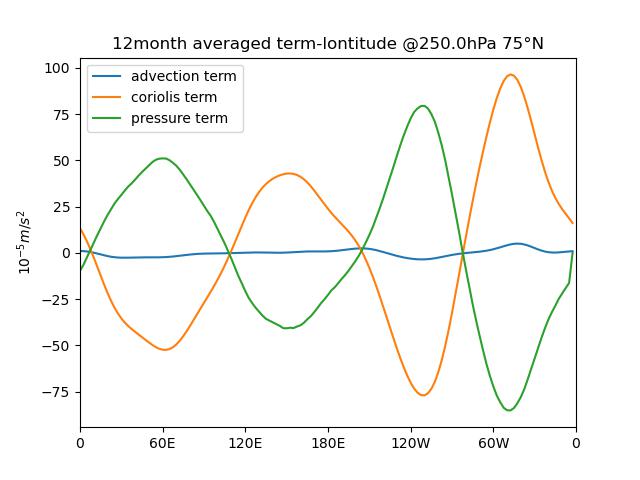 12month averaged term-lontitude @250.0hPa 75°N
advection term
coriolis term
pressure term
10⁻⁵m/s²
100
75
50
25
0
−25
−50
−75
0 60E 120E 180E 120W 60W 0